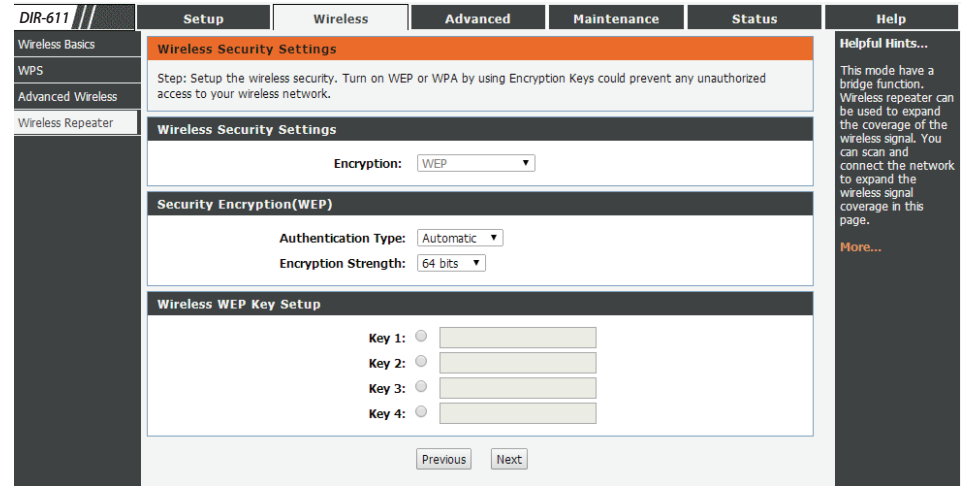 DIR-611
Setup
Wireless
Advanced
Maintenance
Status
Help
Wireless Basics
WPS
Advanced Wireless
Wireless Repeater
Wireless Security Settings
Step: Setup the wireless security. Turn on WEP or WPA by using Encryption Keys could prevent any unauthorized
access to your wireless network.
Wireless Security Settings
Encryption: WEP
Security Encryption(WEP)
Authentication Type: Automatic
Encryption Strength: 64 bits
Wireless WEP Key Setup
Key 1:
Key 2:
Key 3:
Key 4:
Previous Next
Helpful Hints...
This mode have a
bridge function.
Wireless repeater can
be used to expand
the coverage of the
wireless signal. You
can scan and
connect the network
to expand the
wireless signal
coverage in this
page.
More...